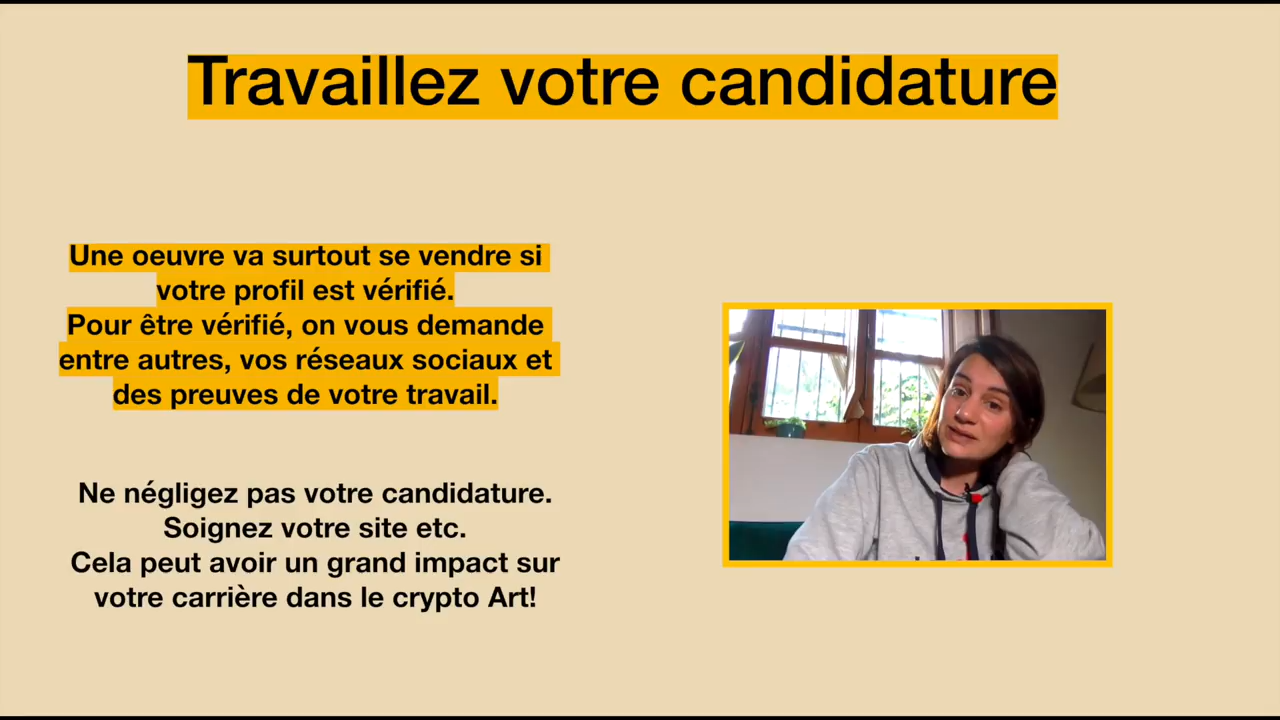 Travaillez votre candidature
Une oeuvre va surtout se vendre si
votre profil est vérifié.
Pour être vérifié, on vous demande
entre autres, vos réseaux sociaux et
des preuves de votre travail.
Ne négligez pas votre candidature.
Soignez votre site etc.
Cela peut avoir un grand impact sur
votre carrière dans le crypto Art!